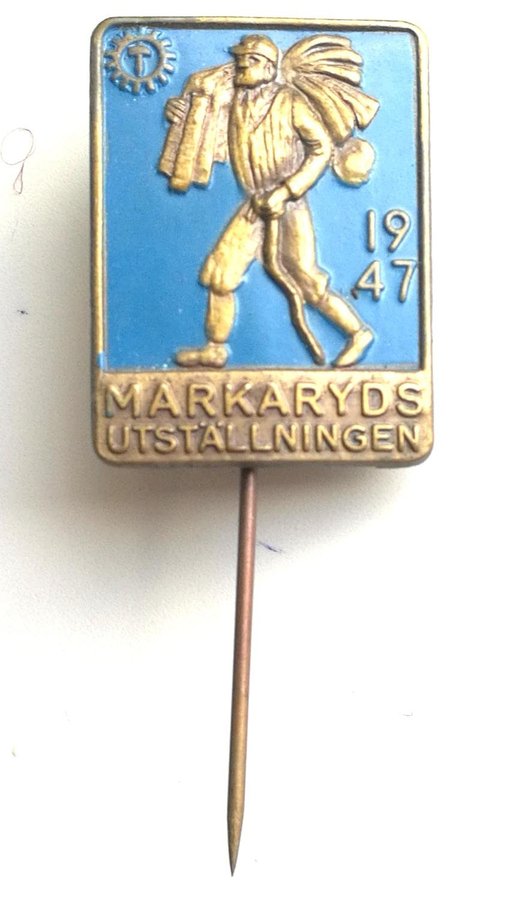 19
47
MARKARYDS
UTSTÄLLNINGEN